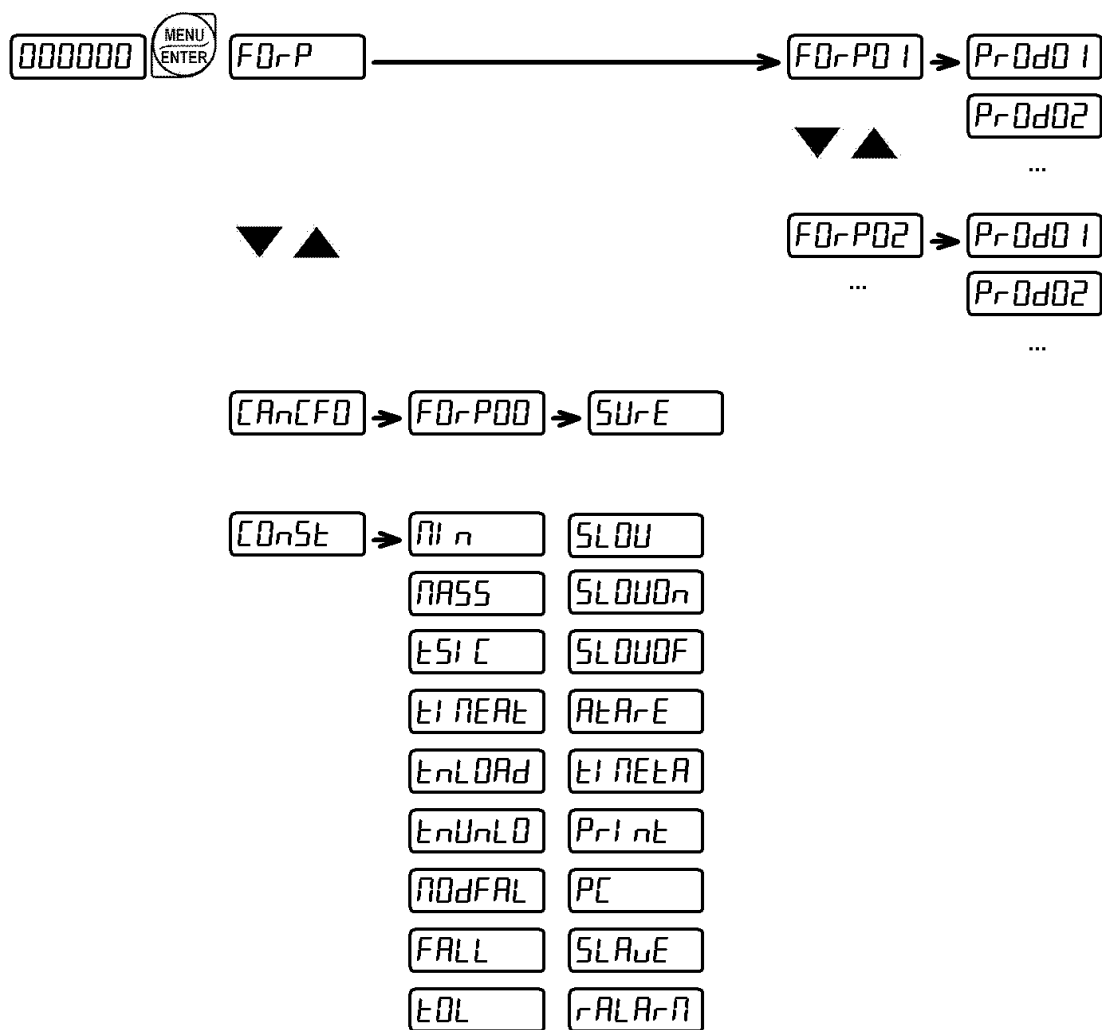 000000 MENU ENTER FOrP FOrP01 PrOd01
PrOd02
...
FOrP02 PrOd01
... PrOd02
...
CAnCFO FOrP00 SUrE
COnSt MIn SLOU
MASS SLOUOn
tSIC SLOUOF
tIMEAt AtArE
tnLOAd tIMEtA
tnUnLO PrInt
MOdFAL PC
FALL SLAvE
tOL rALArM